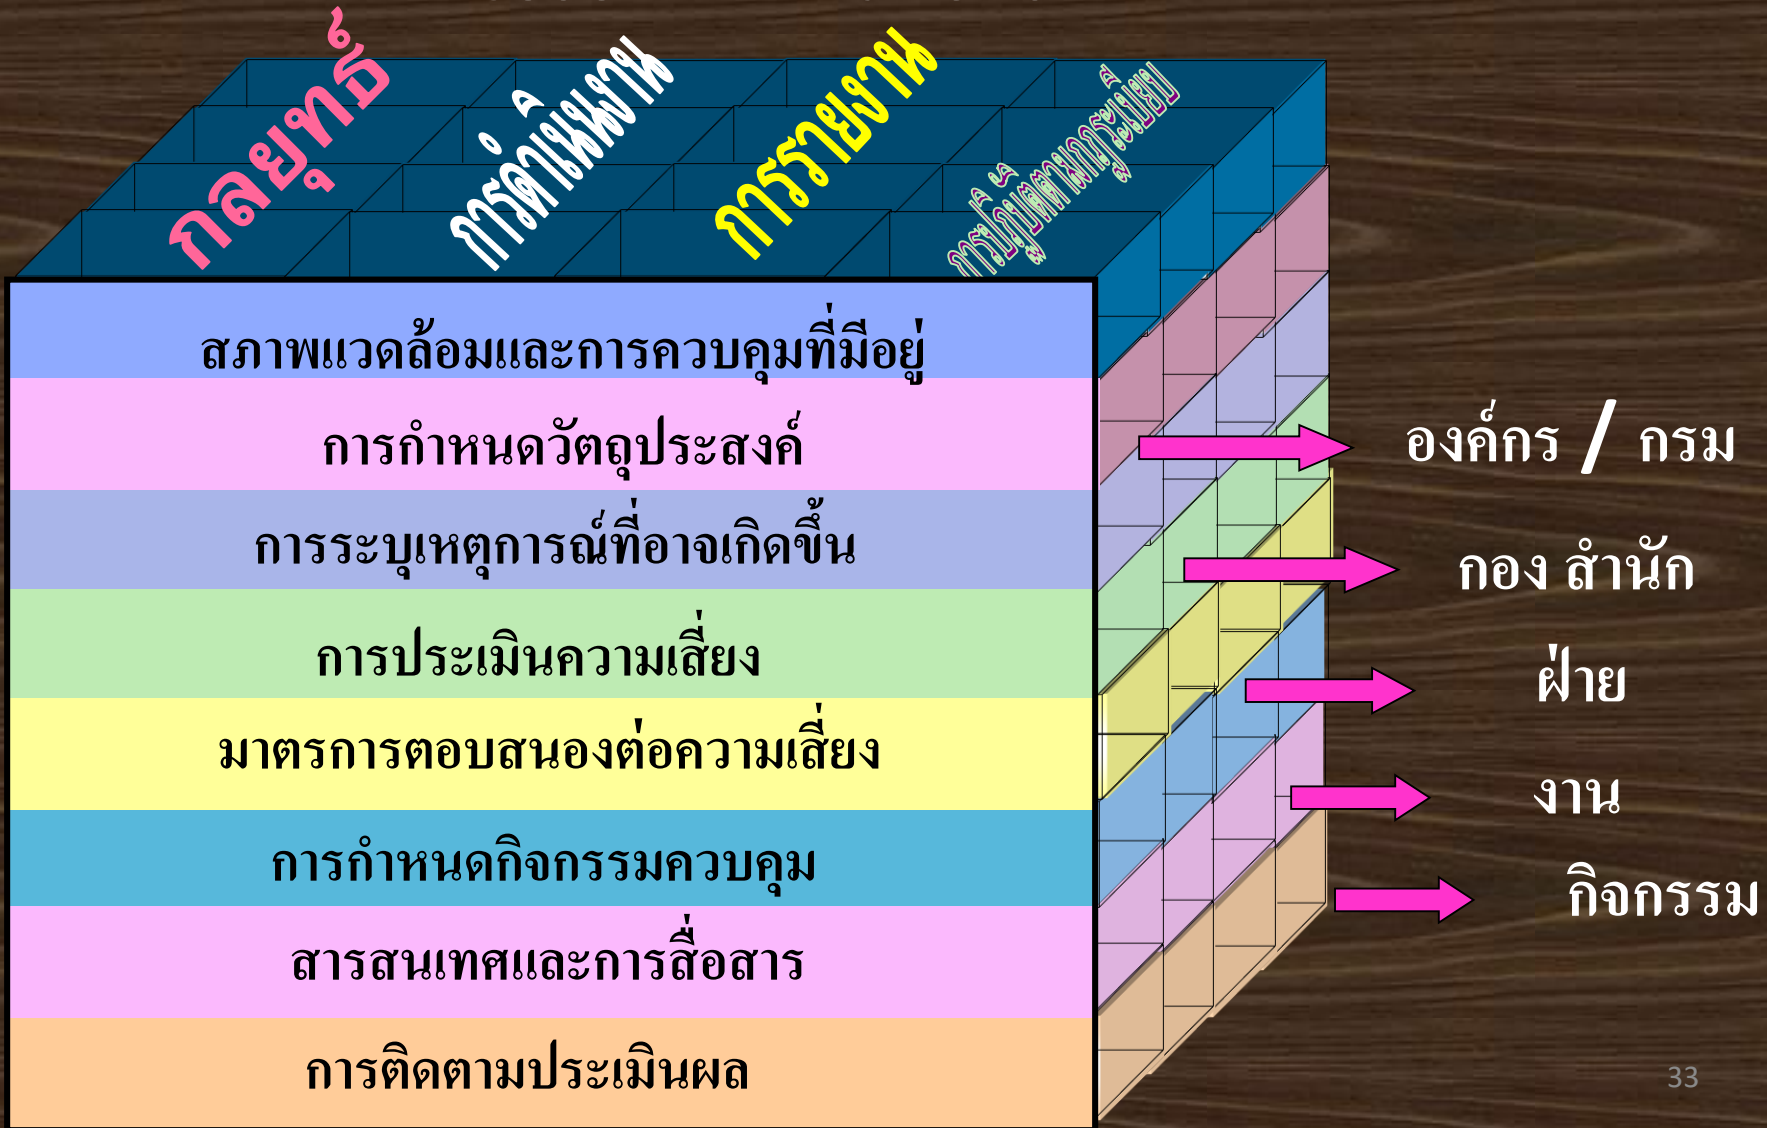 กลยุทธ์
การดำเนินงาน
การรายงาน
การปฏิบัติตามกฎระเบียบ
สภาพแวดล้อมและการควบคุมที่มีอยู่
การกำหนดวัตถุประสงค์
การระบุเหตุการณ์ที่อาจเกิดขึ้น
การประเมินความเสี่ยง
มาตรการตอบสนองต่อความเสี่ยง
การกำหนดกิจกรรมควบคุม
สารสนเทศและการสื่อสาร
การติดตามประเมินผล
องค์กร / กรม
กอง สำนัก
ฝ่าย
งาน
กิจกรรม
33